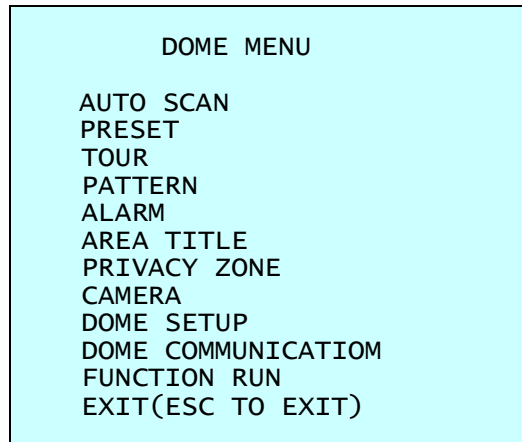 DOME MENU
AUTO SCAN
PRESET
TOUR
PATTERN
ALARM
AREA TITLE
PRIVACY ZONE
CAMERA
DOME SETUP
DOME COMMUNICATIOM
FUNCTION RUN
EXIT(ESC TO EXIT)